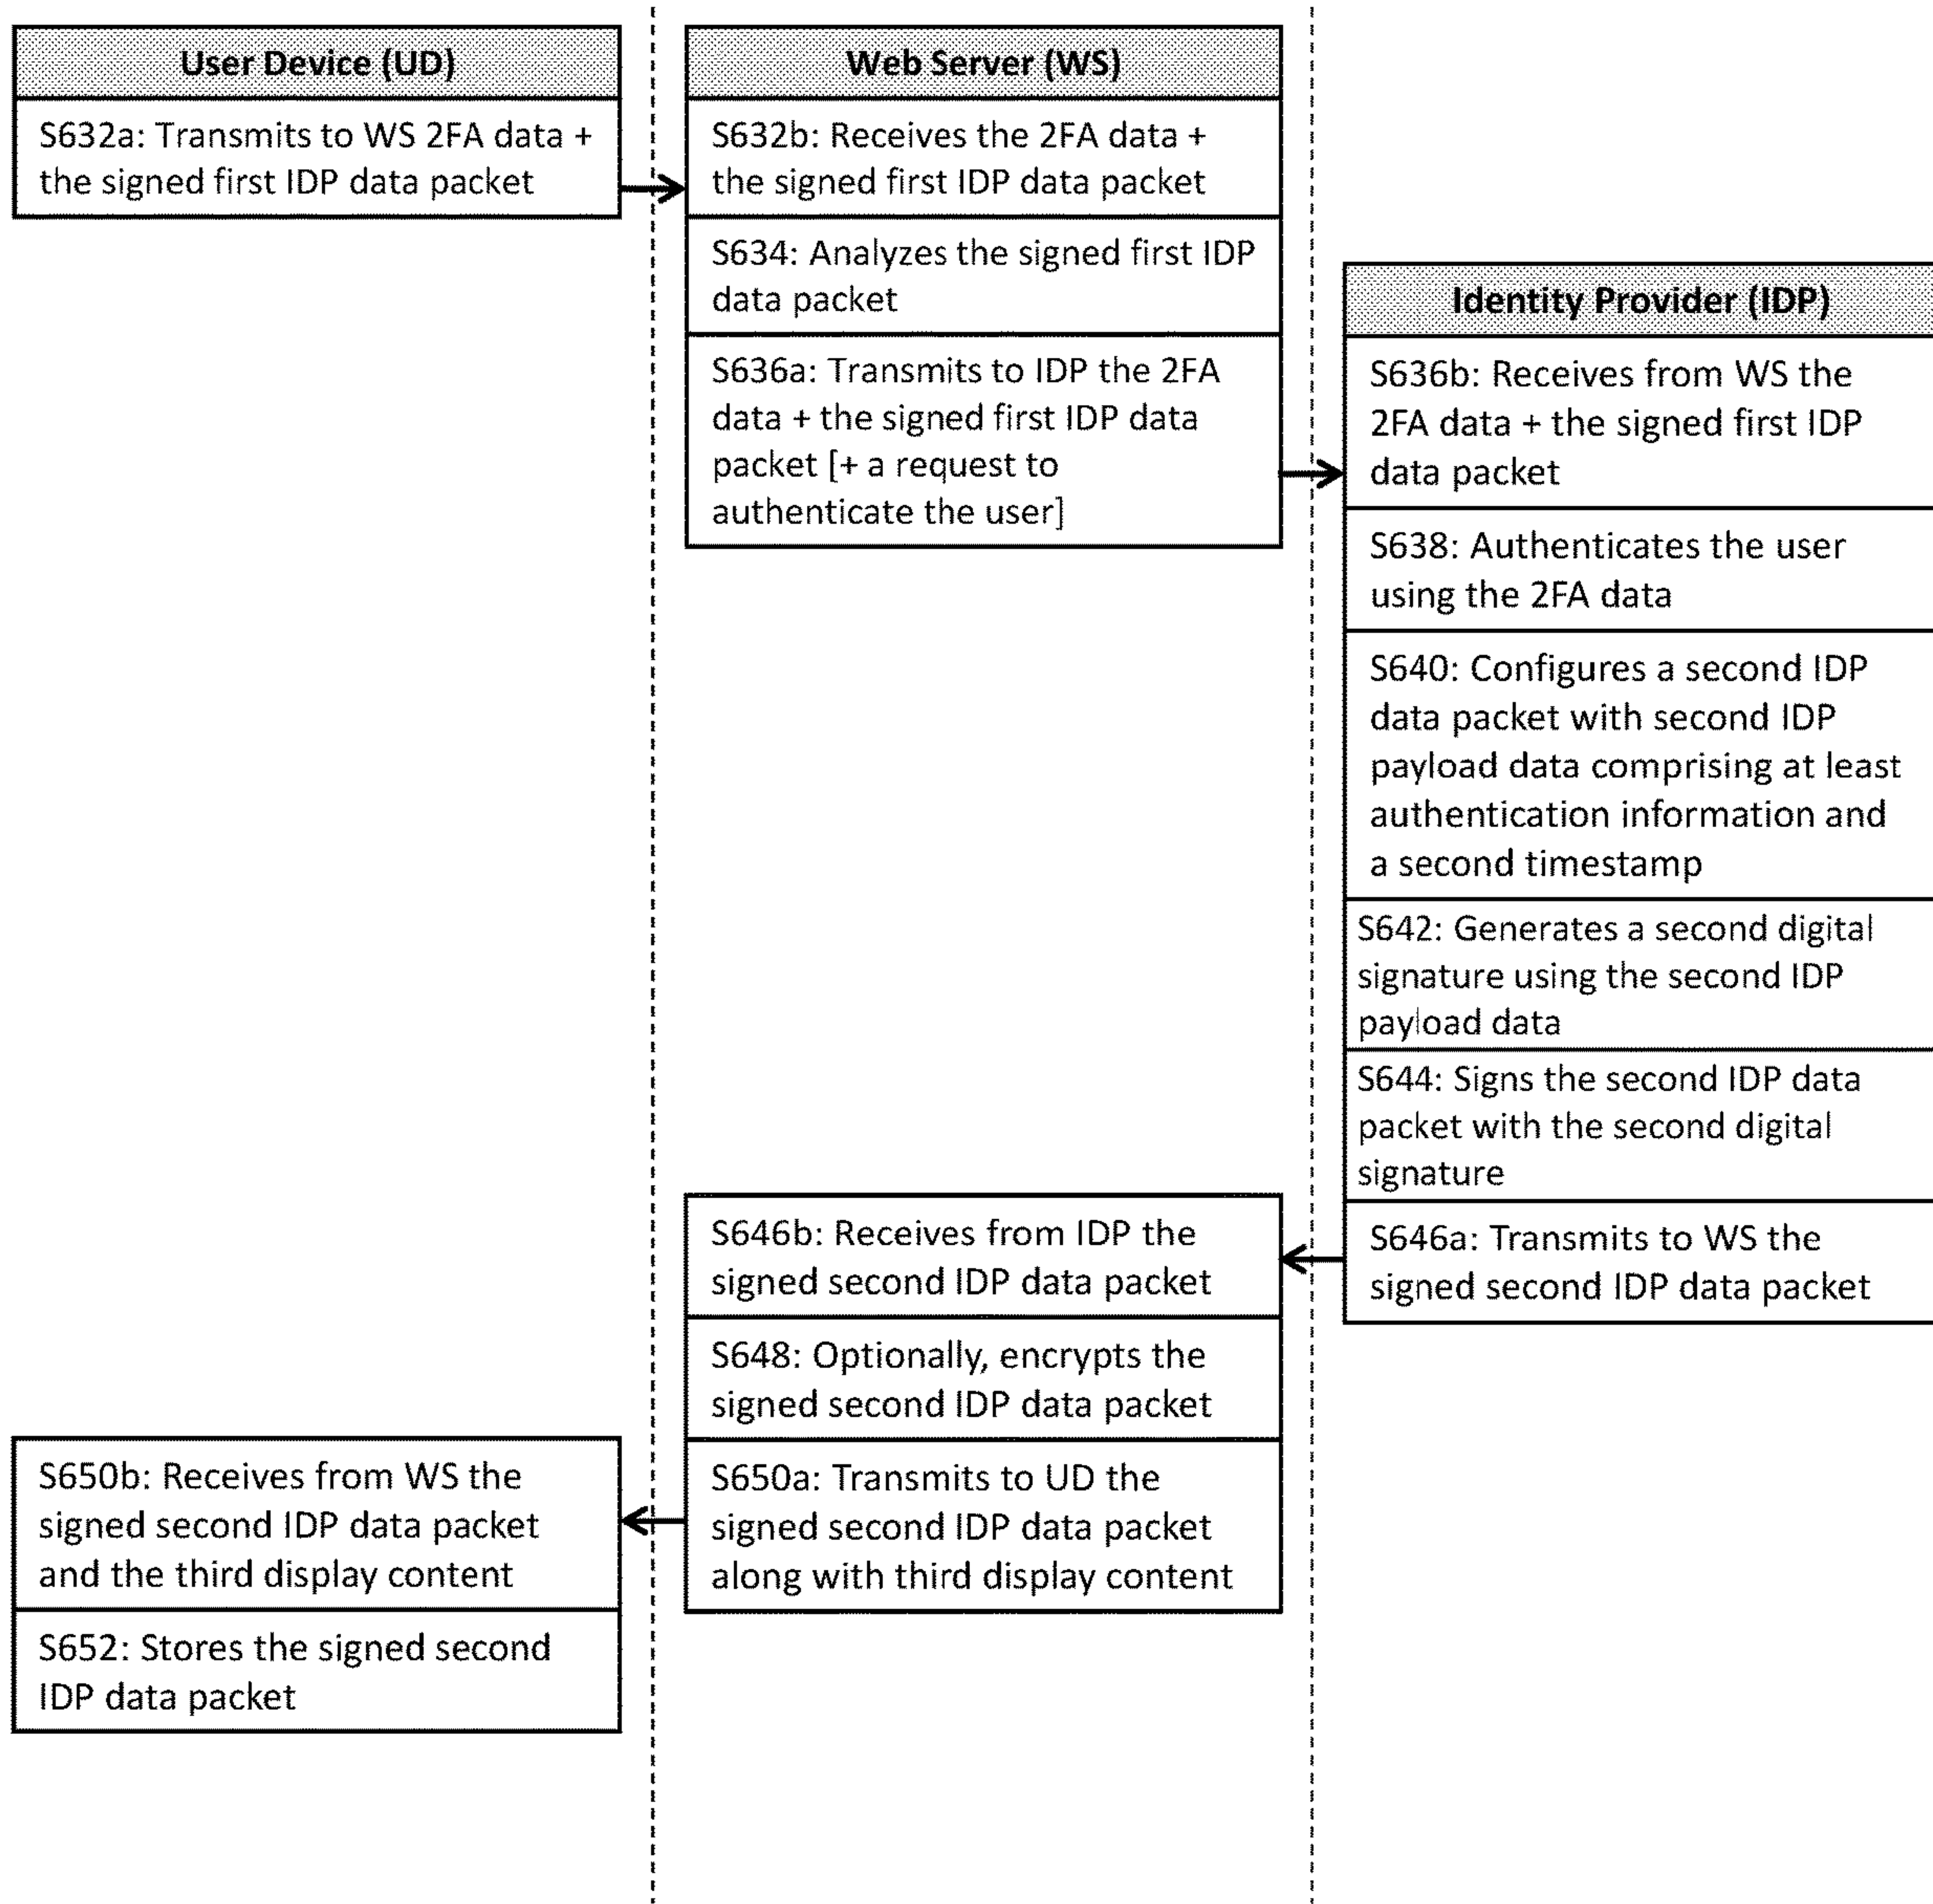 User Device (UD)
S632a: Transmits to WS 2FA data +
the signed first IDP data packet
Web Server (WS)
S632b: Receives the 2FA data +
the signed first IDP data packet
S634: Analyzes the signed first IDP
data packet
S636a: Transmits to IDP the 2FA
data + the signed first IDP data
packet [+ a request to
authenticate the user]
Identity Provider (IDP)
S636b: Receives from WS the
2FA data + the signed first IDP
data packet
S638: Authenticates the user
using the 2FA data
S640: Configures a second IDP
data packet with second IDP
payload data comprising at least
authentication information and
a second timestamp
S642: Generates a second digital
signature using the second IDP
payload data
S644: Signs the second IDP data
packet with the second digital
signature
S646a: Transmits to WS the
signed second IDP data packet
S646b: Receives from IDP the
signed second IDP data packet
S648: Optionally, encrypts the
signed second IDP data packet
S650a: Transmits to UD the
signed second IDP data packet
along with third display content
S650b: Receives from WS the
signed second IDP data packet
and the third display content
S652: Stores the signed second
IDP data packet